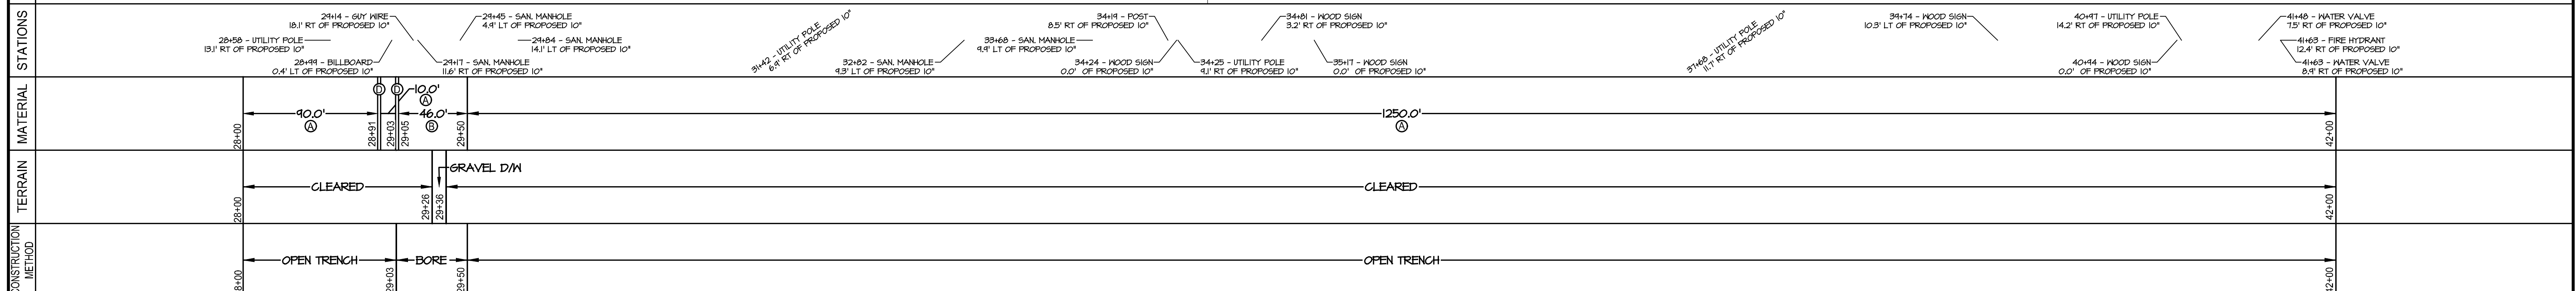 STATIONS
29+14 - GUY WIRE
18.1' RT OF PROPOSED 10"
29+45 - SAN. MANHOLE
4.9' LT OF PROPOSED 10"
28+58 - UTILITY POLE
13.1' RT OF PROPOSED 10"
29+84 - SAN. MANHOLE
14.1' LT OF PROPOSED 10"
28+99 - BILLBOARD
0.4' LT OF PROPOSED 10"
29+17 - SAN. MANHOLE
11.6' RT OF PROPOSED 10"
31+42 - UTILITY POLE
6.9' RT OF PROPOSED 10"
32+82 - SAN. MANHOLE
9.3' LT OF PROPOSED 10"
33+68 - SAN. MANHOLE
9.9' LT OF PROPOSED 10"
34+19 - POST
8.5' RT OF PROPOSED 10"
34+24 - WOOD SIGN
0.0' OF PROPOSED 10"
34+25 - UTILITY POLE
9.1' RT OF PROPOSED 10"
34+81 - WOOD SIGN
3.2' RT OF PROPOSED 10"
35+17 - WOOD SIGN
0.0' OF PROPOSED 10"
37+68 - UTILITY POLE
11.7' RT OF PROPOSED 10"
39+74 - WOOD SIGN
10.3' LT OF PROPOSED 10"
40+97 - UTILITY POLE
14.2' RT OF PROPOSED 10"
40+94 - WOOD SIGN
0.0' OF PROPOSED 10"
41+48 - WATER VALVE
7.5' RT OF PROPOSED 10"
41+63 - FIRE HYDRANT
12.4' RT OF PROPOSED 10"
41+63 - WATER VALVE
8.9' RT OF PROPOSED 10"
MATERIAL
28+00
90.0'
A
28+91
D
D
10.0'
A
29+03
29+05
46.0'
B
29+50
1250.0'
A
42+00
TERRAIN
28+00
CLEARED
29+26
GRAVEL D/W
29+36
CLEARED
42+00
CONSTRUCTION
METHOD
OPEN TRENCH
29+03
BORE
29+50
OPEN TRENCH
42+00